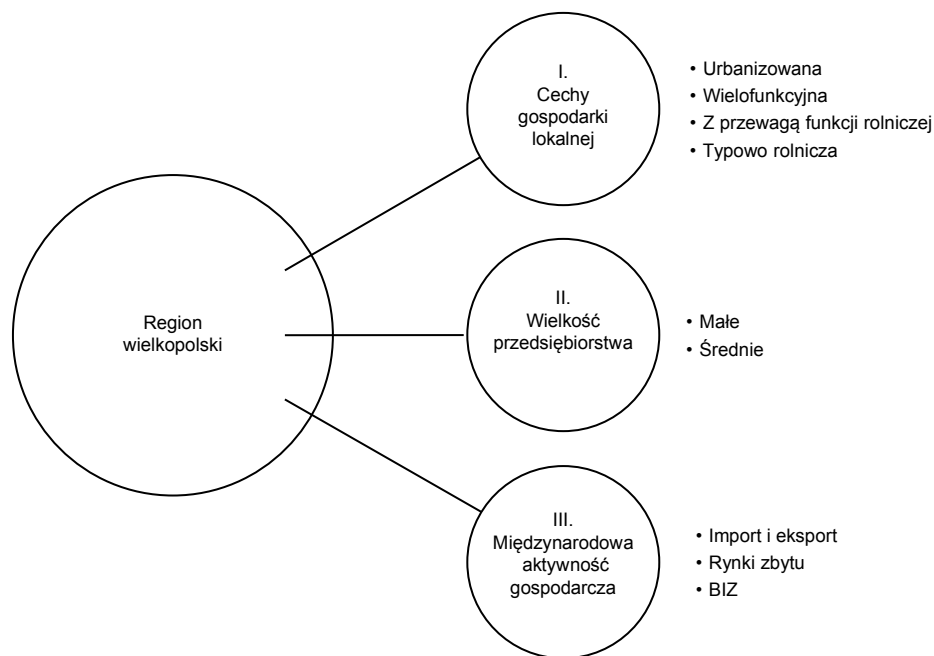 I.
Cechy
gospodarki
lokalnej
• Urbanizowana
• Wielofunkcyjna
• Z przewagą funkcji rolniczej
• Typowo rolnicza
Region
wielkopolski
II.
Wielkość
przedsiębiorstwa
• Małe
• Średnie
III.
Międzynarodowa
aktywność
gospodarcza
• Import i eksport
• Rynki zbytu
• BIZ